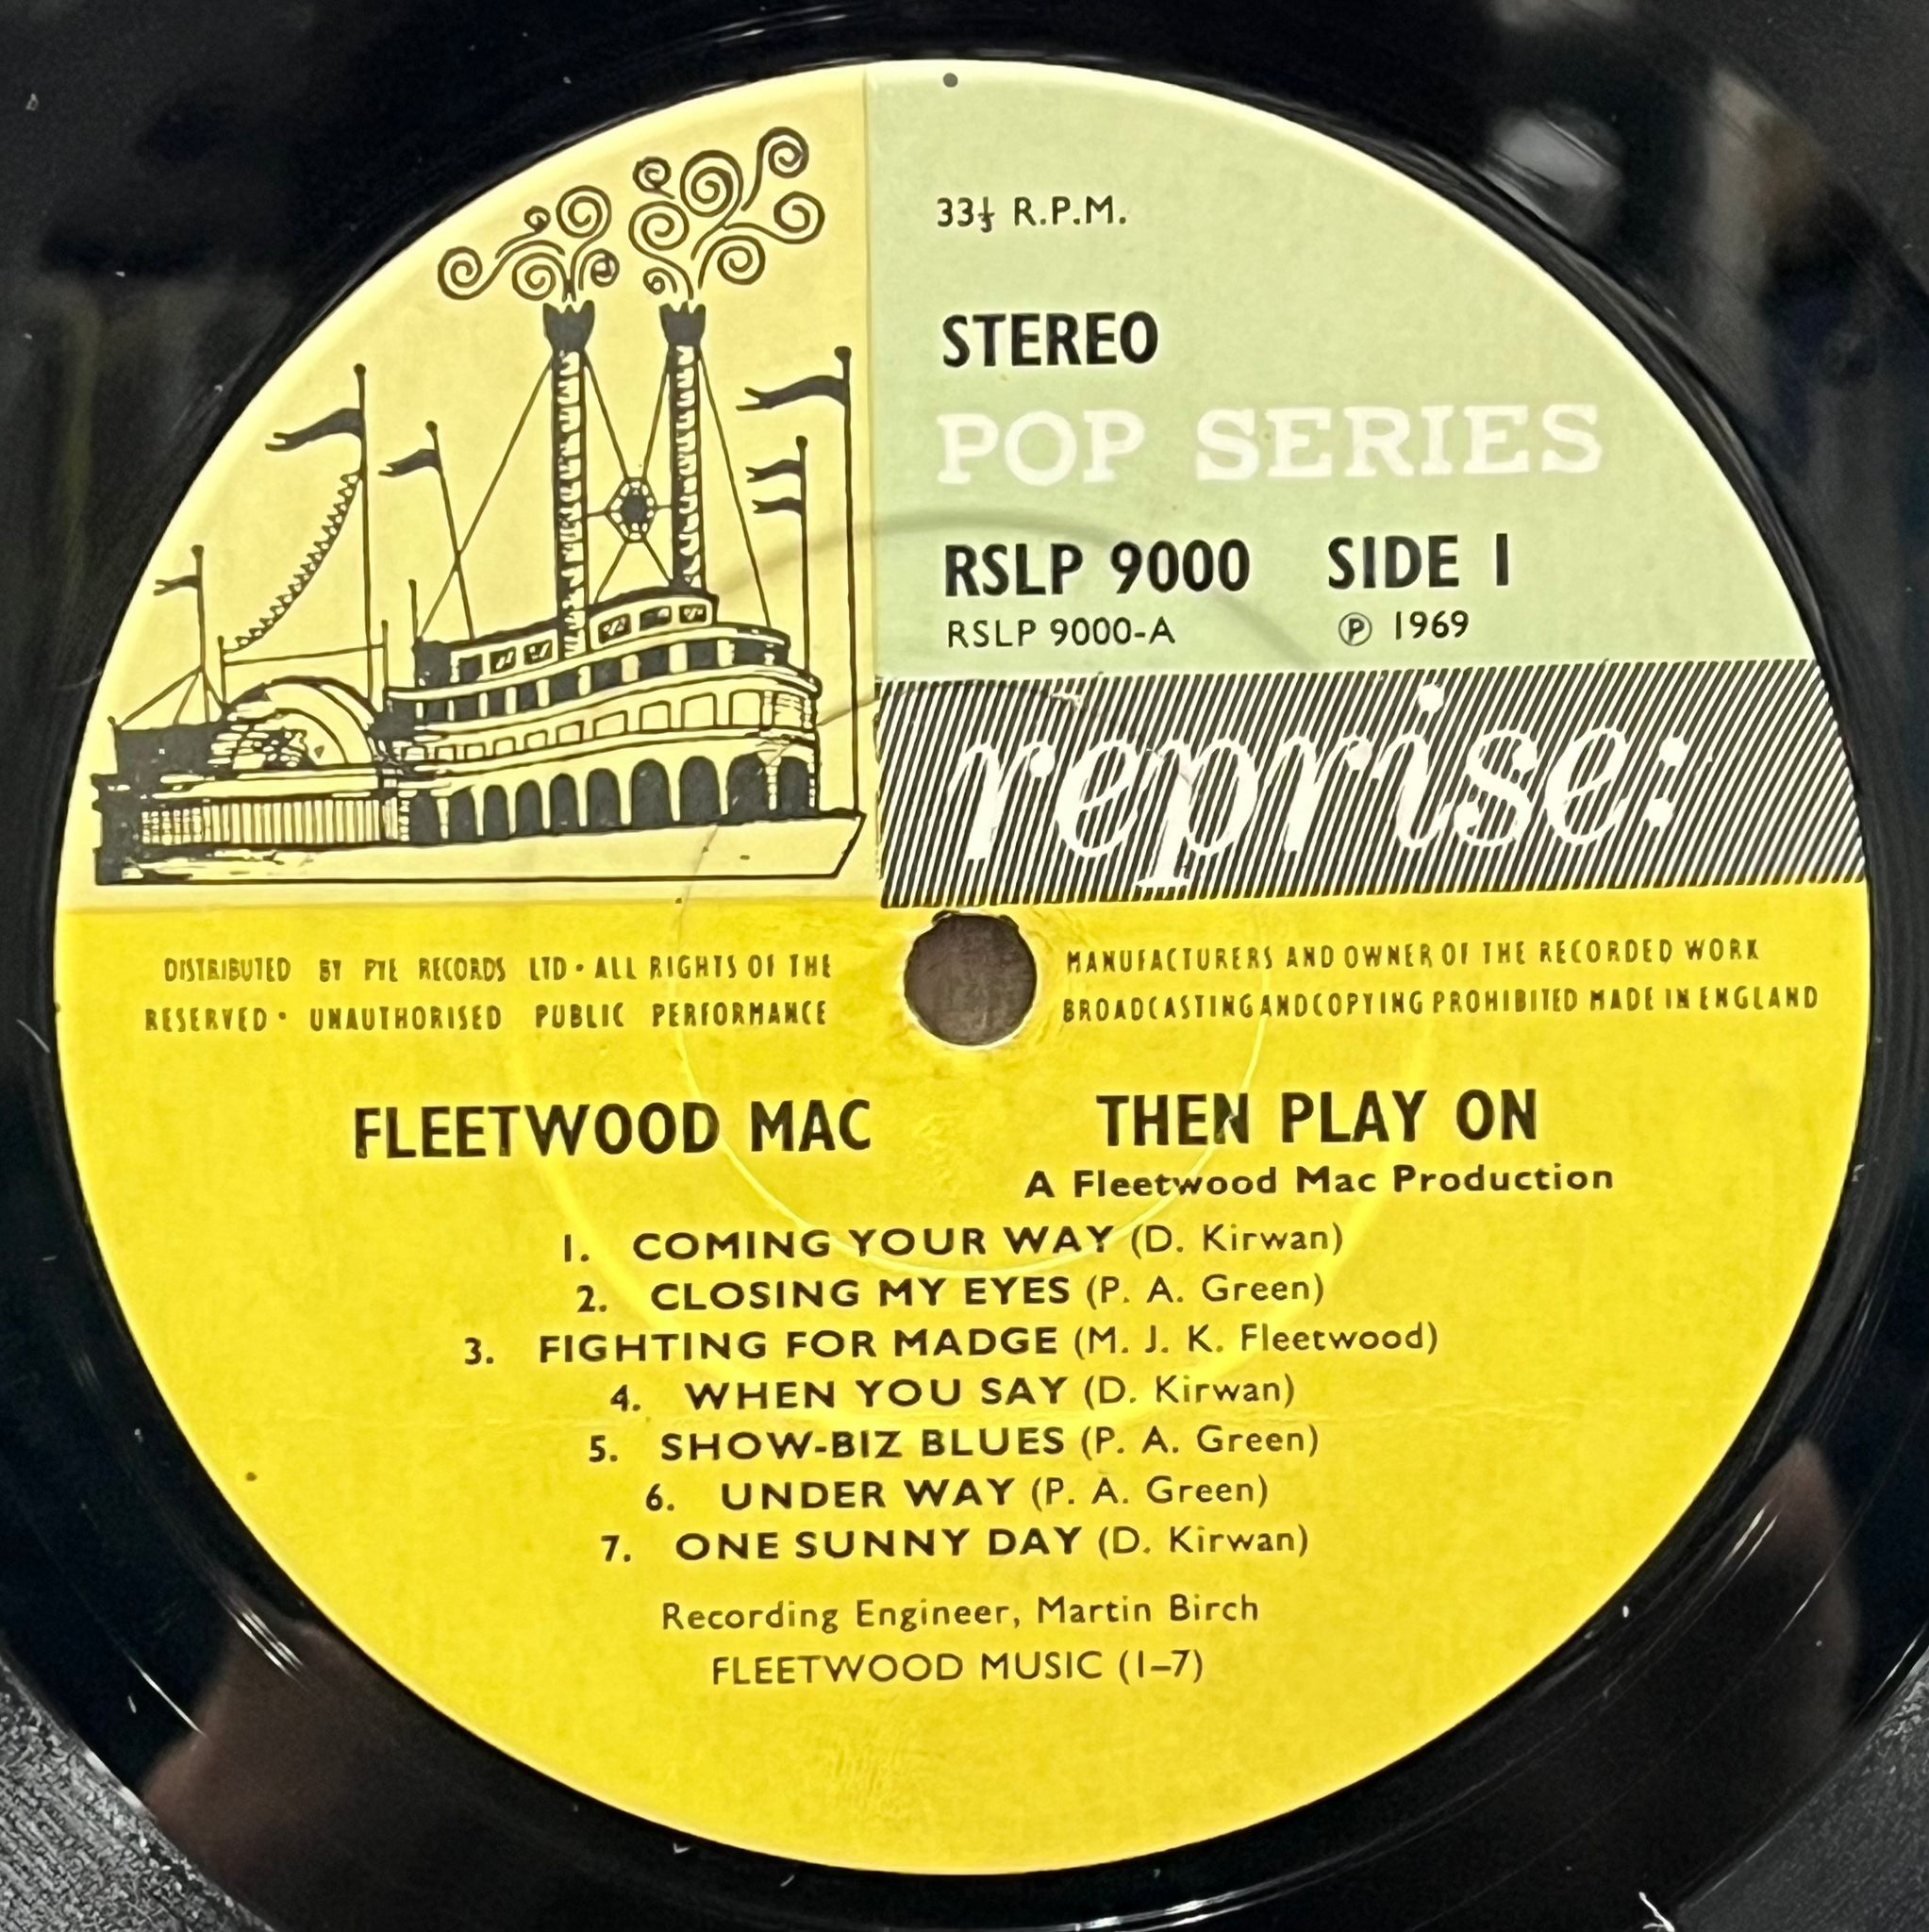 33⅓ R.P.M.
STEREO
POP SERIES
RSLP 9000 SIDE 1
RSLP 9000-A ℗ 1969
reprise:
DISTRIBUTED BY PYE RECORDS LTD · ALL RIGHTS OF THE MANUFACTURERS AND OWNER OF THE RECORDED WORK
RESERVED · UNAUTHORISED PUBLIC PERFORMANCE BROADCASTING AND COPYING PROHIBITED MADE IN ENGLAND
FLEETWOOD MAC THEN PLAY ON
A Fleetwood Mac Production
1. COMING YOUR WAY (D. Kirwan)
2. CLOSING MY EYES (P. A. Green)
3. FIGHTING FOR MADGE (M. J. K. Fleetwood)
4. WHEN YOU SAY (D. Kirwan)
5. SHOW-BIZ BLUES (P. A. Green)
6. UNDER WAY (P. A. Green)
7. ONE SUNNY DAY (D. Kirwan)
Recording Engineer, Martin Birch
FLEETWOOD MUSIC (1–7)